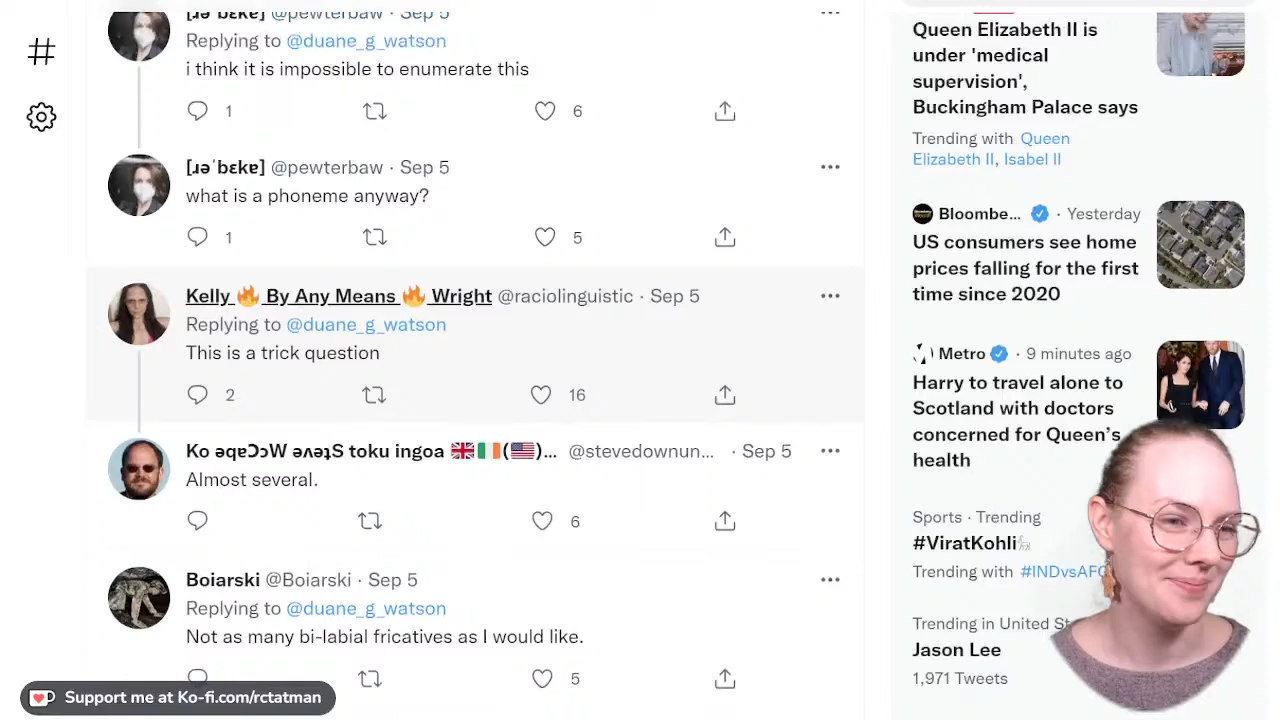 [ɹəˈbɛkɐ] @pewterbaw · Sep 5
Replying to @duane_g_watson
i think it is impossible to enumerate this
1
6
[ɹəˈbɛkɐ] @pewterbaw · Sep 5
what is a phoneme anyway?
1
5
Kelly 🔥 By Any Means 🔥 Wright @raciolinguistic · Sep 5
Replying to @duane_g_watson
This is a trick question
2
16
Ko ǝqɐƆɔW ǝʌǝʇS toku ingoa 🇬🇧🇮🇪(🇺🇸)... @stevedownun... · Sep 5
Almost several.
6
Boiarski @Boiarski · Sep 5
Replying to @duane_g_watson
Not as many bi-labial fricatives as I would like.
5
Support me at Ko-fi.com/rctatman
Queen Elizabeth II is
under 'medical
supervision',
Buckingham Palace says
Trending with Queen
Elizabeth II, Isabel II
Bloombe... · Yesterday
US consumers see home
prices falling for the first
time since 2020
Metro · 9 minutes ago
Harry to travel alone to
Scotland with doctors
concerned for Queen's
health
Sports · Trending
#ViratKohli
Trending with #INDvsAFG
Trending in United St
Jason Lee
1,971 Tweets